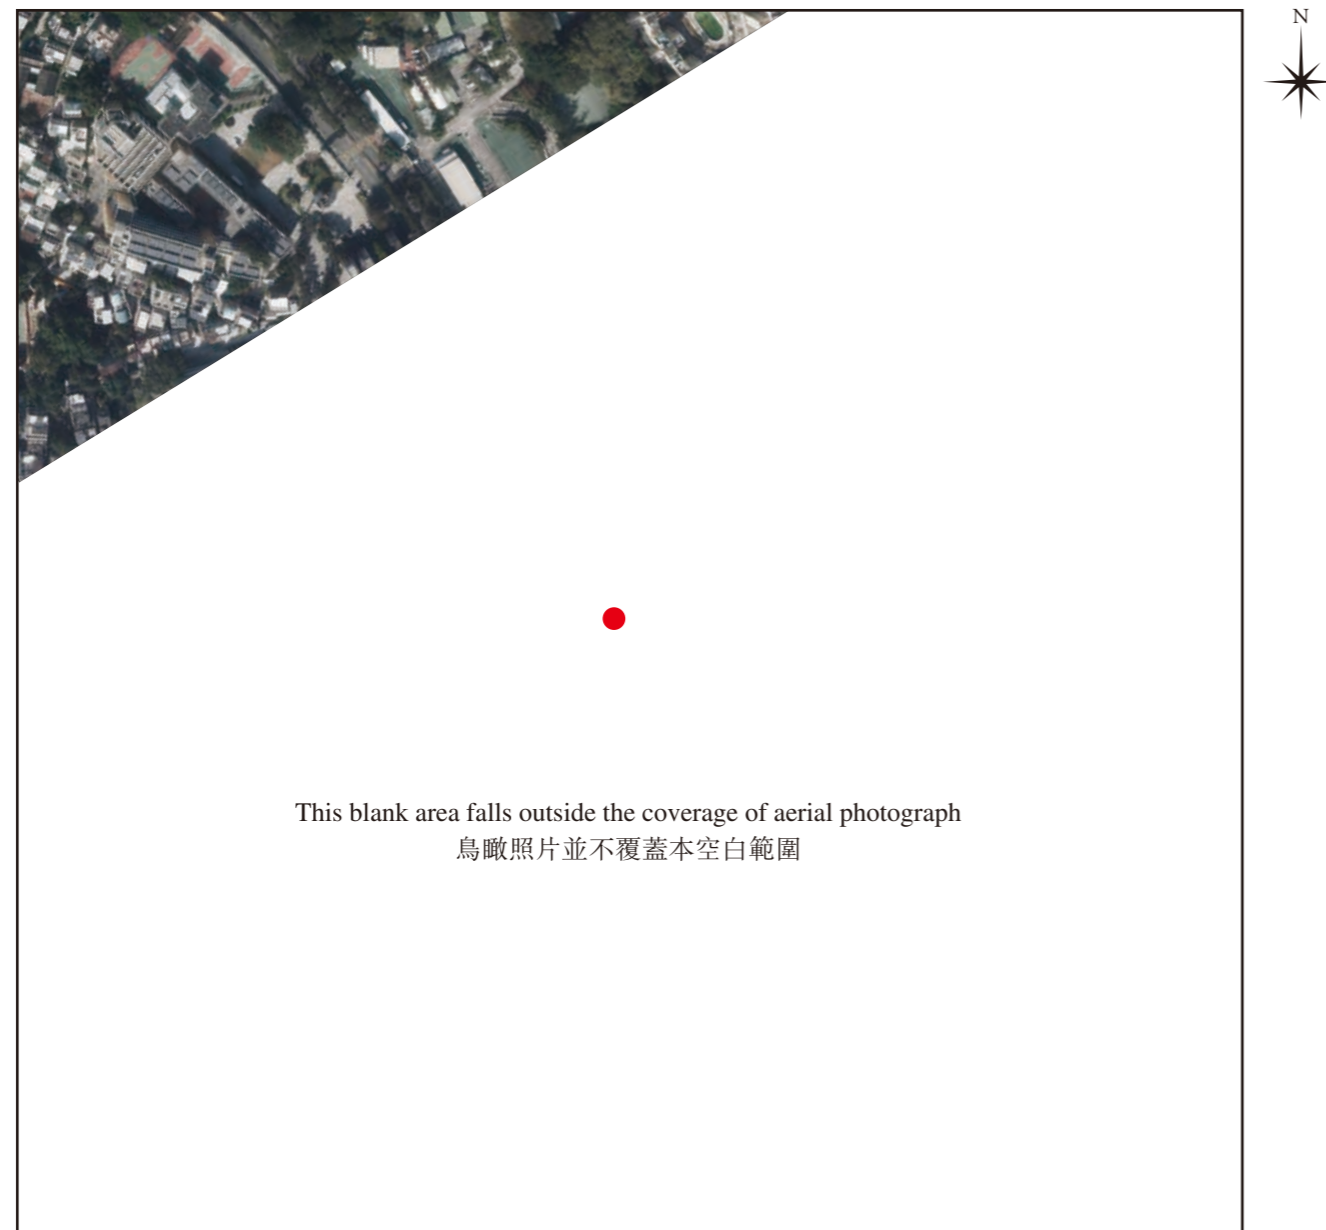 N
This blank area falls outside the coverage of aerial photograph
鳥瞰照片並不覆蓋本空白範圍